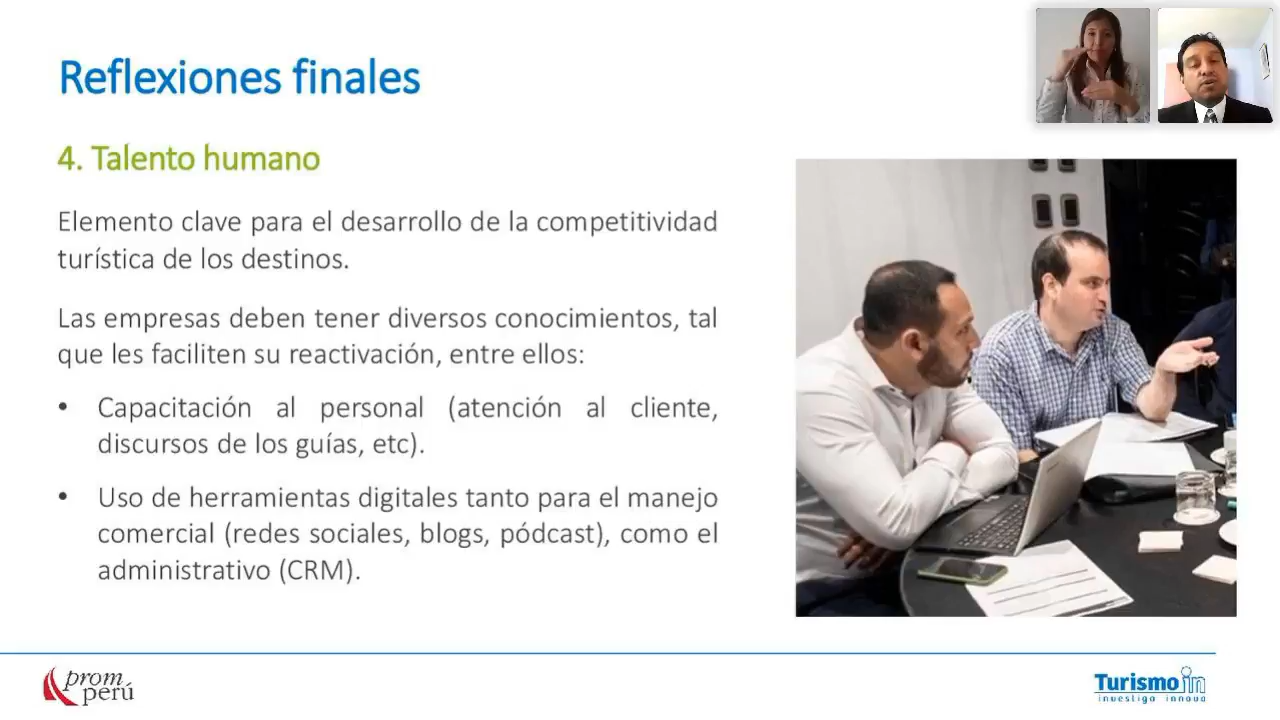 Reflexiones finales
4. Talento humano
Elemento clave para el desarrollo de la competitividad
turística de los destinos.
Las empresas deben tener diversos conocimientos, tal
que les faciliten su reactivación, entre ellos:
• Capacitación al personal (atención al cliente,
discursos de los guías, etc).
• Uso de herramientas digitales tanto para el manejo
comercial (redes sociales, blogs, pódcast), como el
administrativo (CRM).
prom
perú
Turismo in
investiga innova